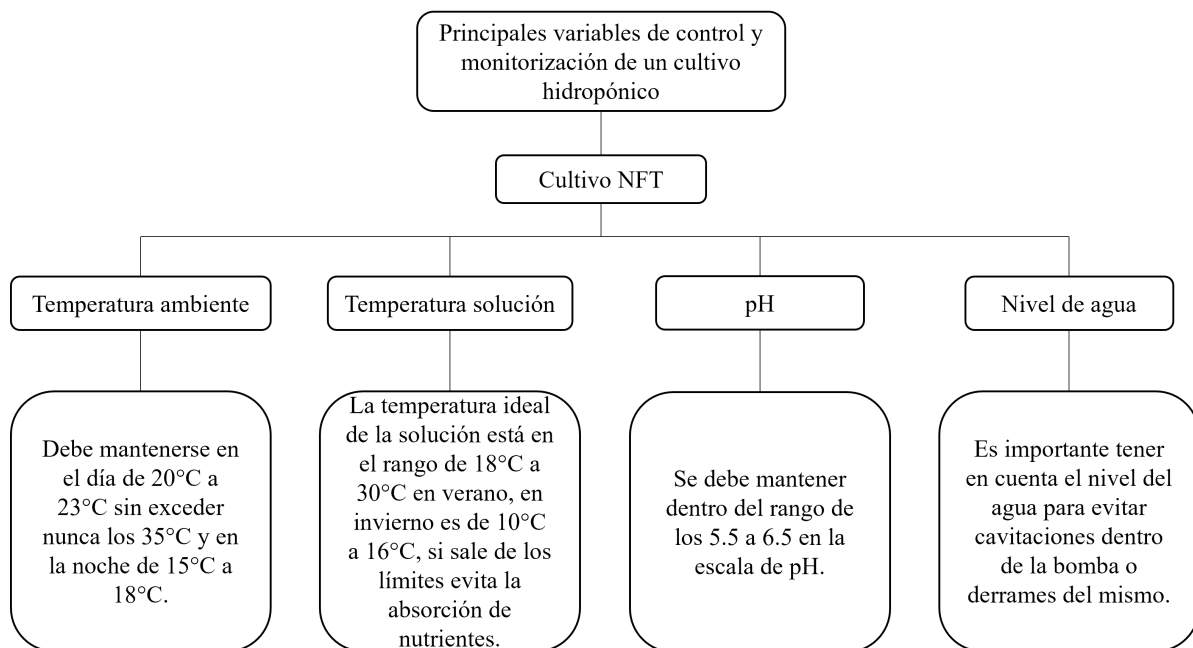 Principales variables de control y
monitorización de un cultivo
hidropónico
Cultivo NFT
Temperatura ambiente
Temperatura solución
pH
Nivel de agua
Debe mantenerse en
el día de 20°C a
23°C sin exceder
nunca los 35°C y en
la noche de 15°C a
18°C.
La temperatura ideal
de la solución está en
el rango de 18°C a
30°C en verano, en
invierno es de 10°C
a 16°C, si sale de los
límites evita la
absorción de
nutrientes.
Se debe mantener
dentro del rango de
los 5.5 a 6.5 en la
escala de pH.
Es importante tener
en cuenta el nivel del
agua para evitar
cavitaciones dentro
de la bomba o
derrames del mismo.